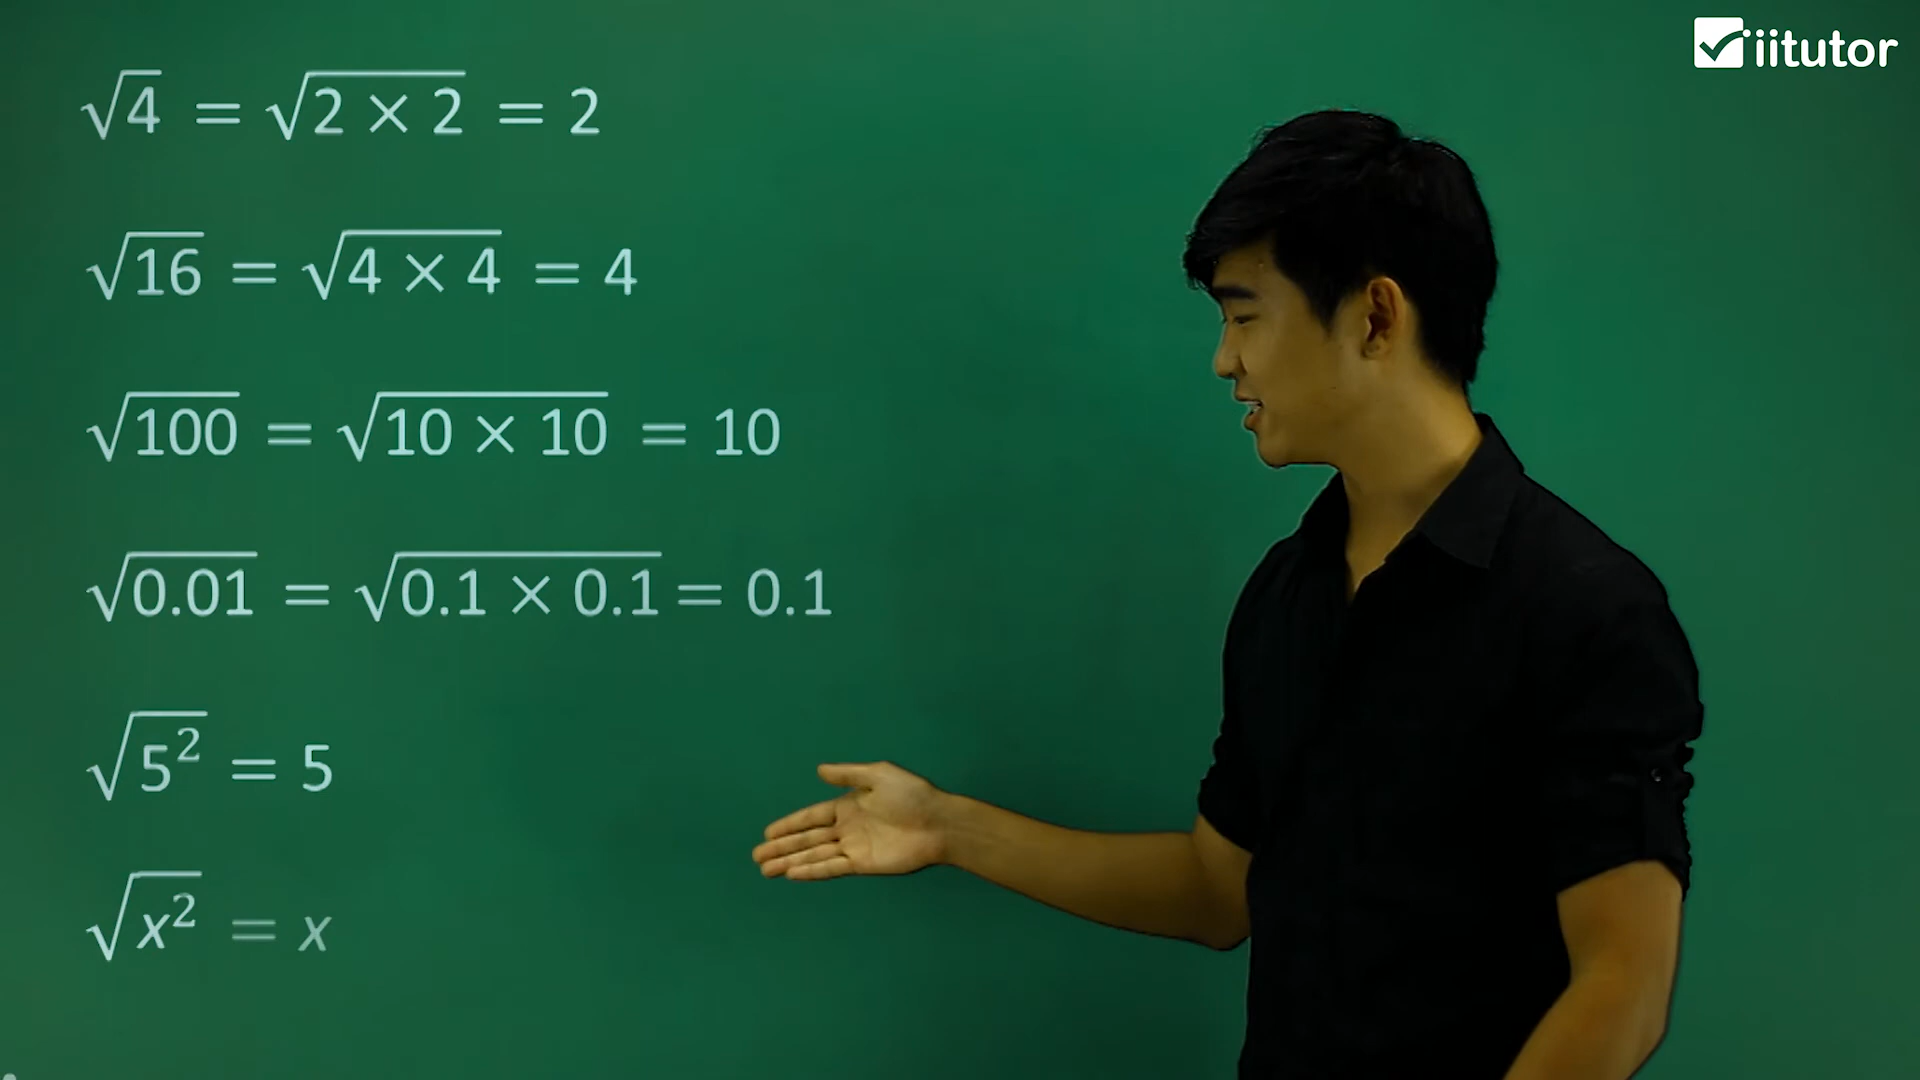 iitutor
√4 = √2 × 2 = 2
√16 = √4 × 4 = 4
√100 = √10 × 10 = 10
√0.01 = √0.1 × 0.1 = 0.1
√5² = 5
√x² = x